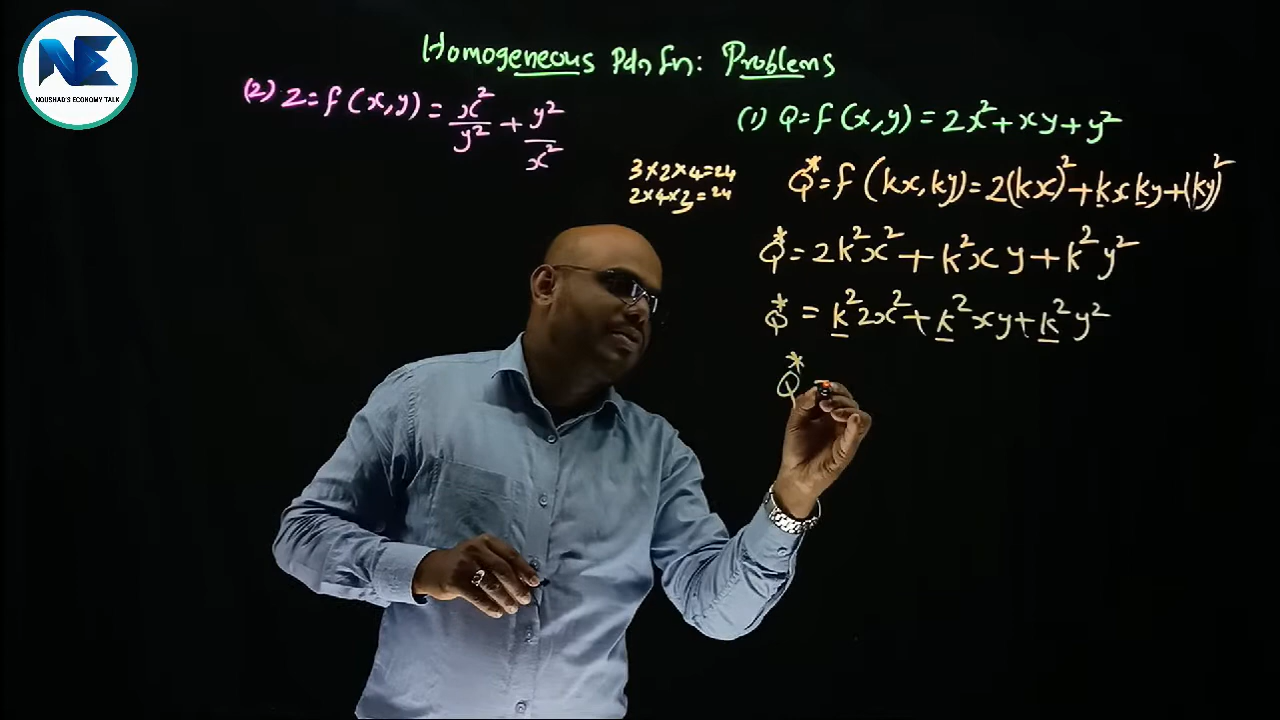 NE
NOUSHAD'S ECONOMY TALK
Homogeneous Pdn fn: Problems
(2) Z = f(x,y) = x²/y² + y²/x²
(1) Q = f(x,y) = 2x² + xy + y²
3×2×4=24
2×4×3=24
Q* = f(kx, ky) = 2(kx)² + kx ky + (ky)²
Q* = 2k²x² + k²xy + k²y²
Q* = k²2x² + k²xy + k²y²
Q*